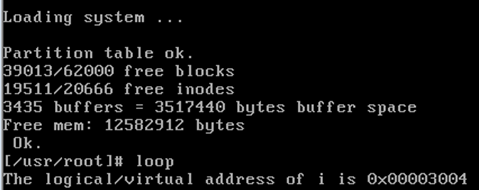 Loading system ...
Partition table ok.
39013/62000 free blocks
19511/20666 free inodes
3435 buffers = 3517440 bytes buffer space
Free mem: 12582912 bytes
 Ok.
[/usr/root]# loop
The logical/virtual address of i is 0x00003004